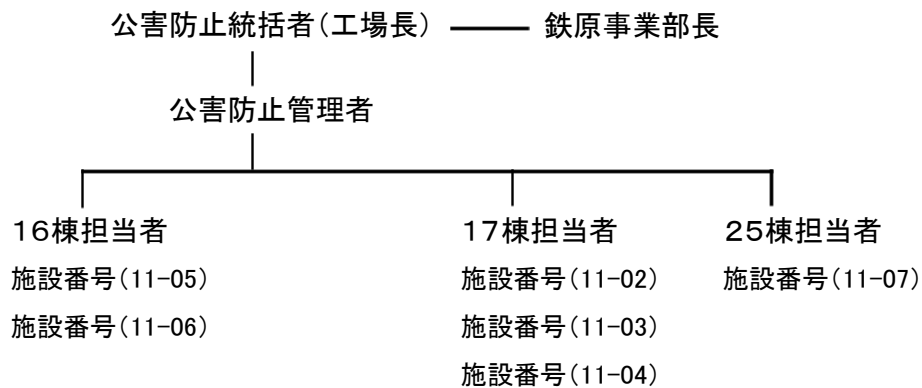 公害防止統括者（工場長） 鉄原事業部長
公害防止管理者
１６棟担当者 １７棟担当者 ２５棟担当者
施設番号（11-05） 施設番号（11-02） 施設番号（11-07）
施設番号（11-06） 施設番号（11-03）
施設番号（11-04）